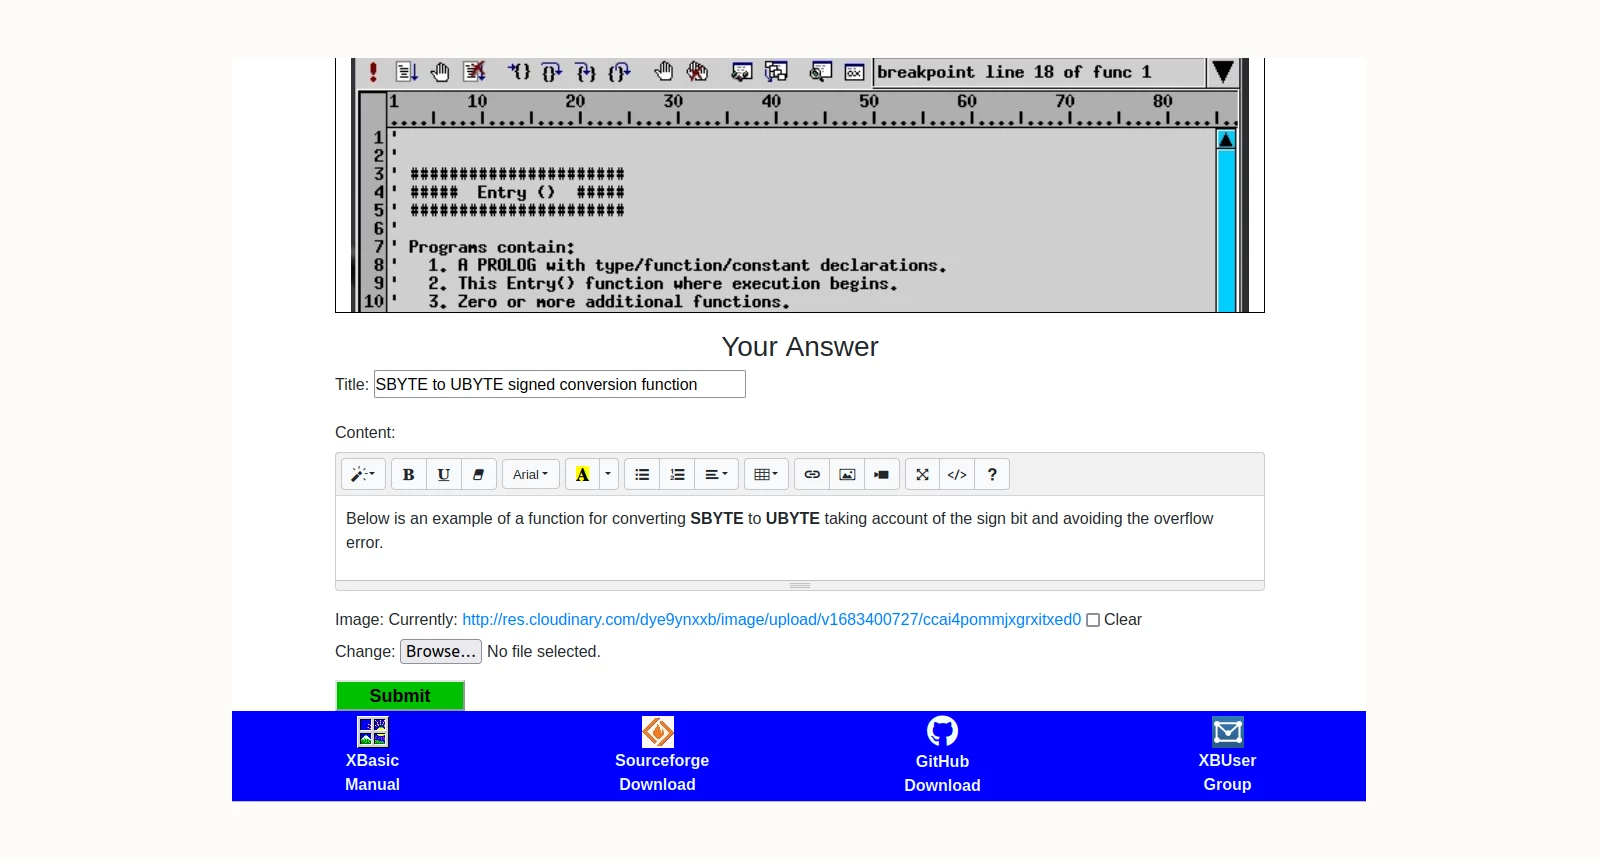 breakpoint line 18 of func 1
1 10 20 30 40 50 60 70 80
1 '
2 '
3 ' ######################
4 ' ##### Entry () #####
5 ' ######################
6 '
7 ' Programs contain:
8 ' 1. A PROLOG with type/function/constant declarations.
9 ' 2. This Entry() function where execution begins.
10 ' 3. Zero or more additional functions.
Your Answer
Title: SBYTE to UBYTE signed conversion function
Content:
B U Arial A </> ?
Below is an example of a function for converting SBYTE to UBYTE taking account of the sign bit and avoiding the overflow
error.
Image: Currently: http://res.cloudinary.com/dye9ynxxb/image/upload/v1683400727/ccai4pommjxgrxitxed0 Clear
Change: Browse... No file selected.
Submit
XBasic
Manual
Sourceforge
Download
GitHub
Download
XBUser
Group